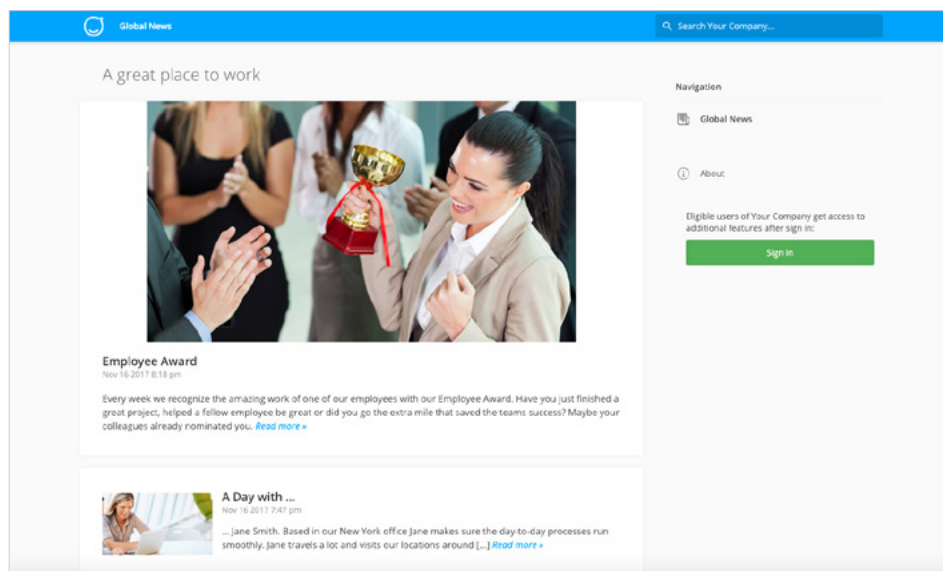 Global News
Search Your Company...
A great place to work
Employee Award
Nov 16 2017 8:18 pm
Every week we recognize the amazing work of one of our employees with our Employee Award. Have you just finished a
great project, helped a fellow employee be great or did you go the extra mile that saved the teams success? Maybe your
colleagues already nominated you. Read more »
A Day with ...
Nov 16 2017 7:47 pm
... Jane Smith. Based in our New York office Jane makes sure the day-to-day processes run
smoothly. Jane travels a lot and visits our locations around [...] Read more »
Navigation
Global News
About
Eligible users of Your Company get access to
additional features after sign in:
Sign In